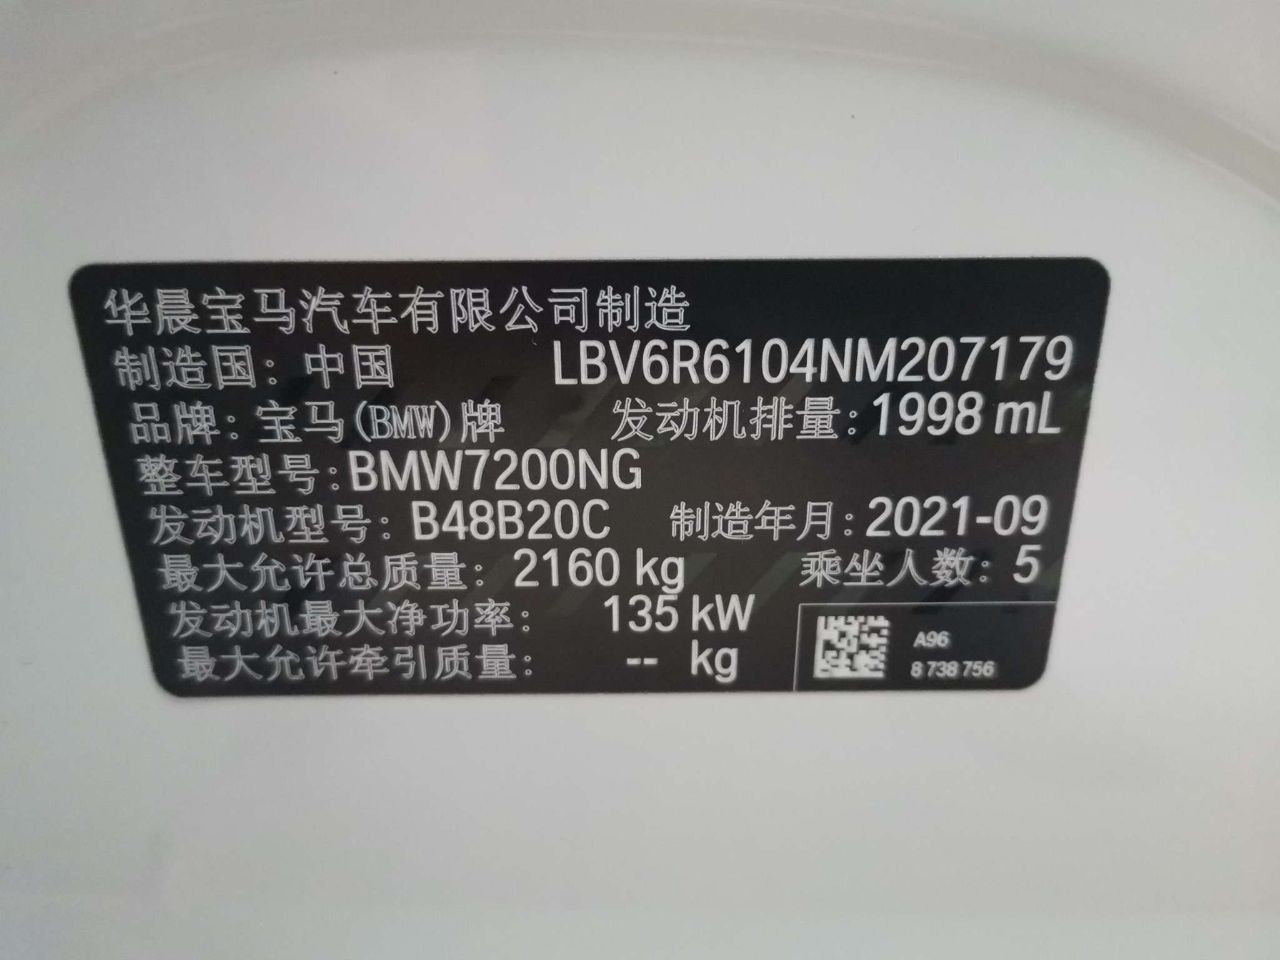 华晨宝马汽车有限公司制造
制造国：中国 LBV6R6104NM207179
品牌：宝马(BMW)牌 发动机排量：1998 mL
整车型号：BMW7200NG
发动机型号：B48B20C 制造年月：2021-09
最大允许总质量：2160 kg 乘坐人数：5
发动机最大净功率：135 kW
最大允许牵引质量：-- kg
A96
8 738 756